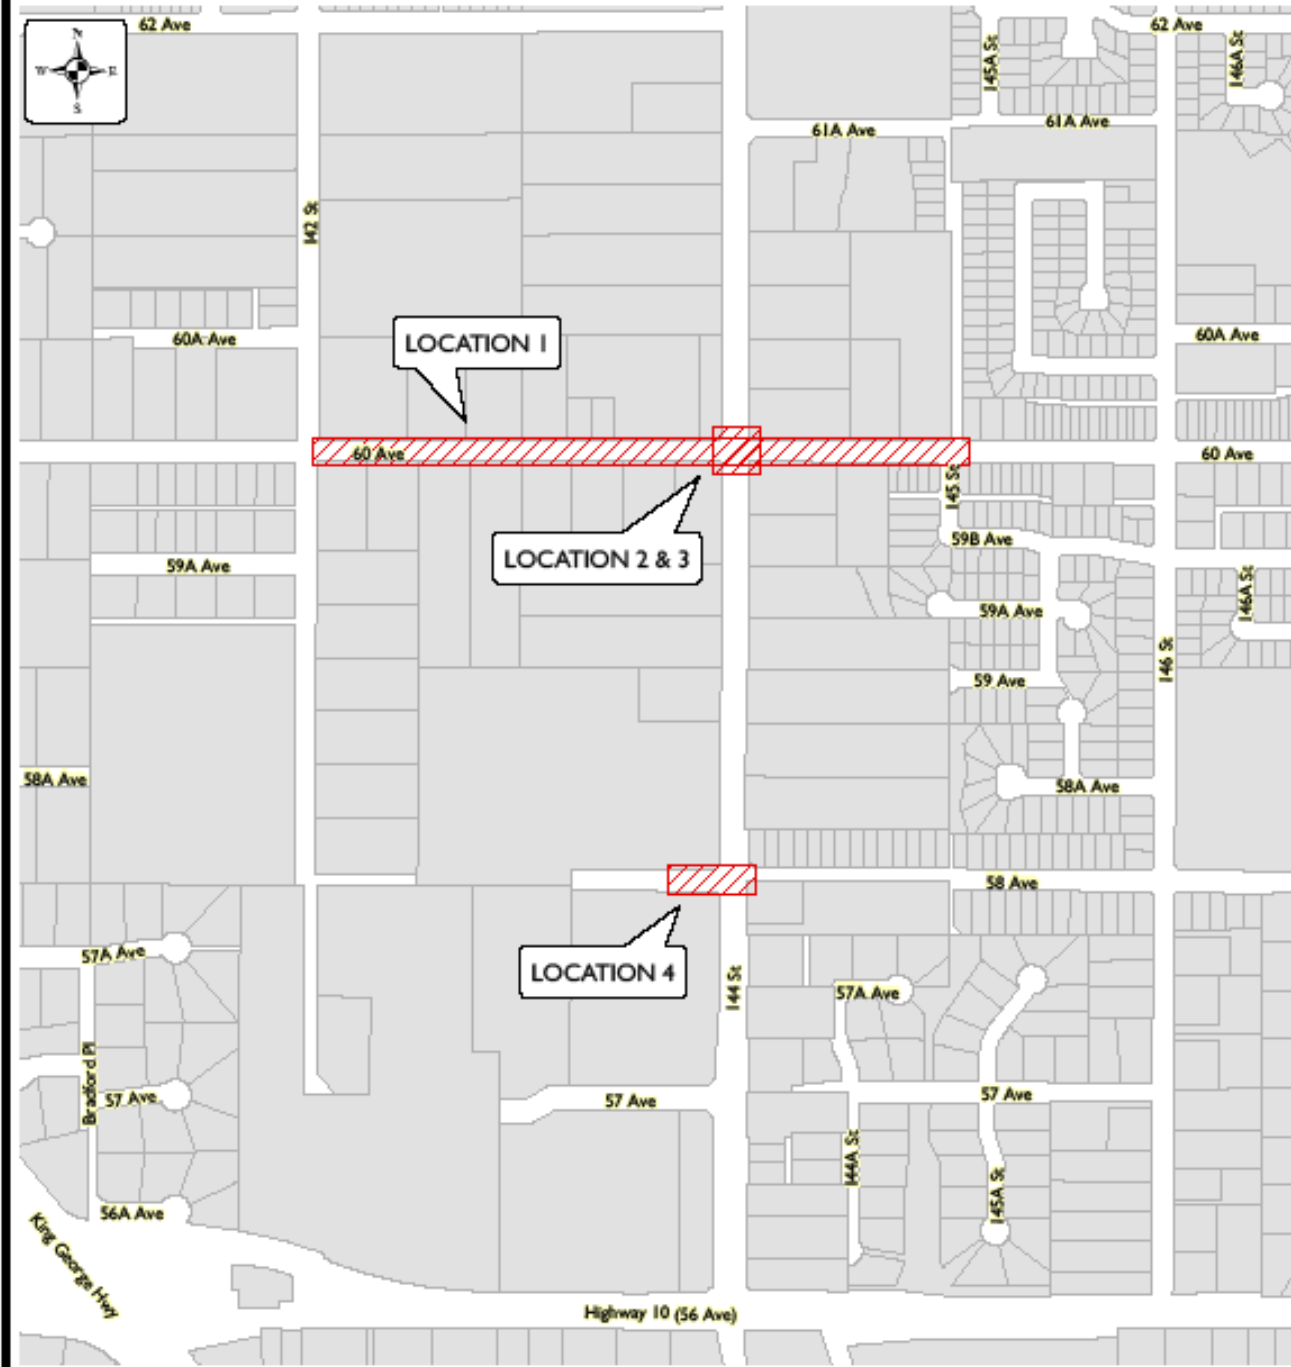 62 Ave
62 Ave
N
W
E
S
145A St
146A St
61A Ave
61A Ave
142 St
60A Ave
60A Ave
LOCATION 1
60 Ave
60 Ave
145 St
LOCATION 2 & 3
59B Ave
59A Ave
146A St
59A Ave
146 St
59 Ave
58A Ave
58A Ave
58 Ave
57A Ave
LOCATION 4
144 St
57A Ave
Bradford Pl
57 Ave
57 Ave
57 Ave
144A St
145A St
56A Ave
King George Hwy
Highway 10 (56 Ave)